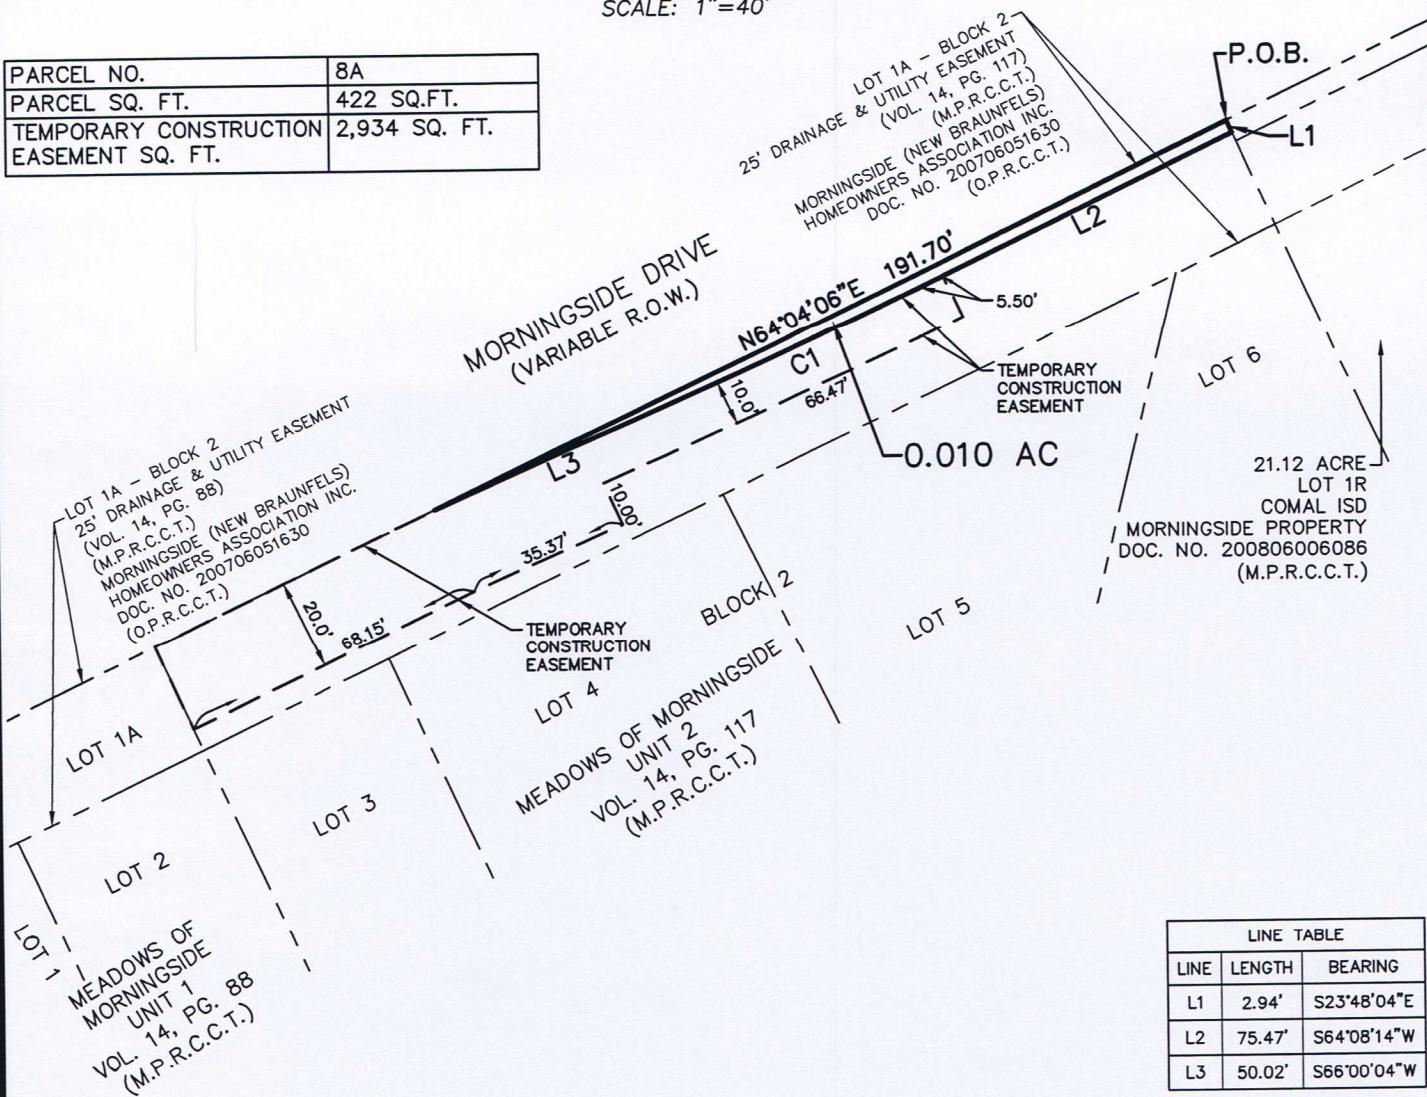 SCALE: 1"=40'
PARCEL NO. 8A
PARCEL SQ. FT. 422 SQ.FT.
TEMPORARY CONSTRUCTION EASEMENT SQ. FT. 2,934 SQ. FT.
LOT 1A - BLOCK 2
25' DRAINAGE & UTILITY EASEMENT
(VOL. 14, PG. 117)
(M.P.R.C.C.T.)
MORNINGSIDE (NEW BRAUNFELS)
HOMEOWNERS ASSOCIATION INC.
DOC. NO. 200706051630
(O.P.R.C.C.T.)
P.O.B.
L1
L2
MORNINGSIDE DRIVE
(VARIABLE R.O.W.)
N64°04'06"E 191.70'
5.50'
C1
66.47'
10.0'
TEMPORARY
CONSTRUCTION
EASEMENT
LOT 6
0.010 AC
L3
10.00'
35.37'
21.12 ACRE
LOT 1R
COMAL ISD
MORNINGSIDE PROPERTY
DOC. NO. 200806006086
(M.P.R.C.C.T.)
LOT 1A - BLOCK 2
25' DRAINAGE & UTILITY EASEMENT
(VOL. 14, PG. 88)
(M.P.R.C.C.T.)
MORNINGSIDE (NEW BRAUNFELS)
HOMEOWNERS ASSOCIATION INC.
DOC. NO. 200706051630
(O.P.R.C.C.T.)
20.0'
68.15'
TEMPORARY
CONSTRUCTION
EASEMENT
BLOCK 2
LOT 5
LOT 4
MEADOWS OF MORNINGSIDE
UNIT 2
VOL. 14, PG. 117
(M.P.R.C.C.T.)
LOT 1A
LOT 3
LOT 2
LOT 1
MEADOWS OF
MORNINGSIDE
UNIT 1
VOL. 14, PG. 88
(M.P.R.C.C.T.)
LINE TABLE
LINE LENGTH BEARING
L1 2.94' S23°48'04"E
L2 75.47' S64°08'14"W
L3 50.02' S66°00'04"W